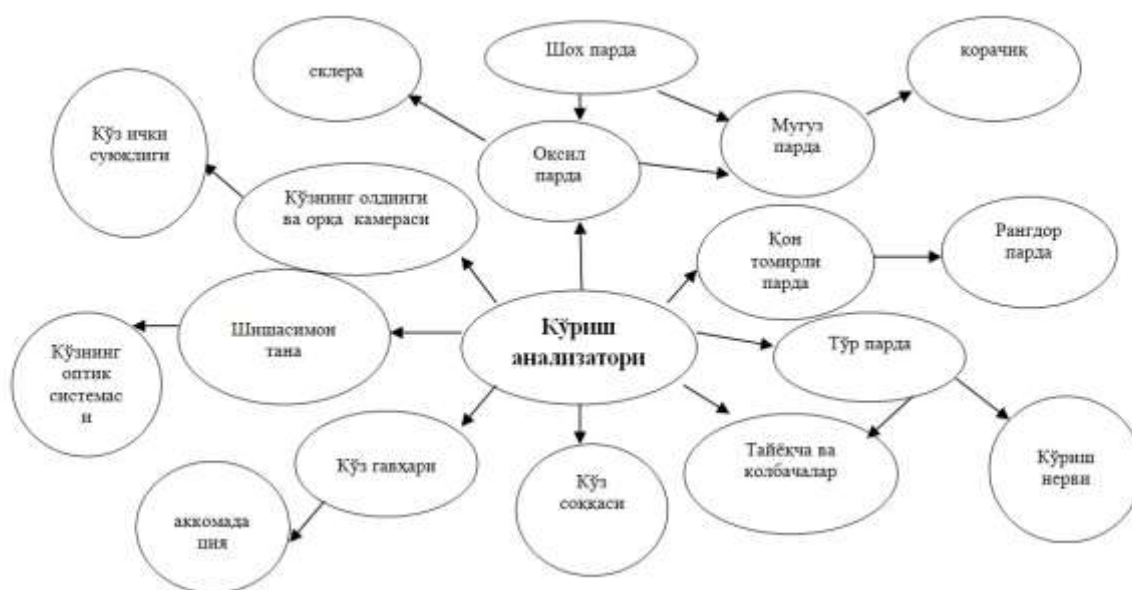 Шох парда
корачиқ
склера
Мугуз
парда
Кўз ички
суюқлиги
Оксил
парда
Кўзнинг олдинги
ва орқа камераси
Рангдор
парда
Қон
томирли
парда
Шишасимон
тана
Кўриш
анализатори
Тўр парда
Кўзнинг
оптик
системас
и
Кўз гавҳари
Тайёкча ва
колбачалар
Кўриш
нерви
Кўз
соққаси
аккомада
пия